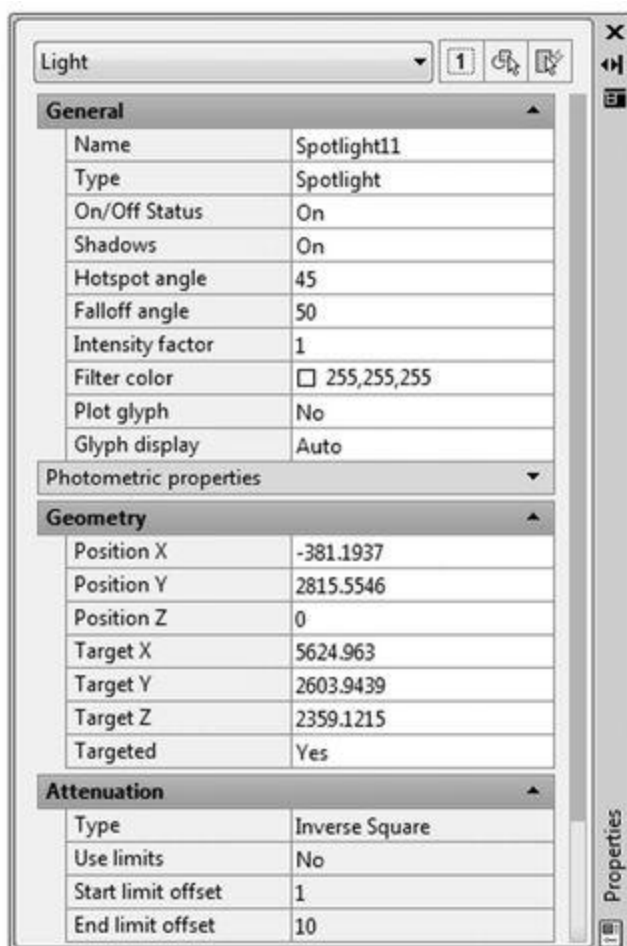 Light
1
General
Name Spotlight11
Type Spotlight
On/Off Status On
Shadows On
Hotspot angle 45
Falloff angle 50
Intensity factor 1
Filter color 255,255,255
Plot glyph No
Glyph display Auto
Photometric properties
Geometry
Position X -381.1937
Position Y 2815.5546
Position Z 0
Target X 5624.963
Target Y 2603.9439
Target Z 2359.1215
Targeted Yes
Attenuation
Type Inverse Square
Use limits No
Start limit offset 1
End limit offset 10
Properties